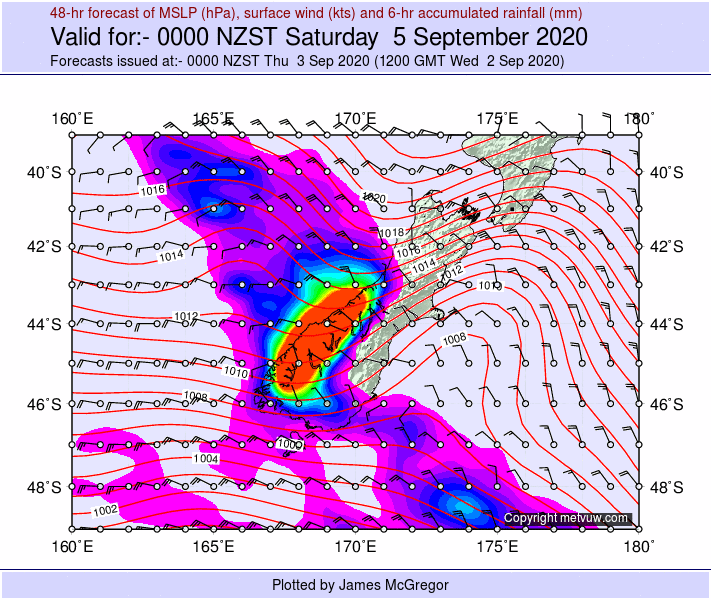 48-hr forecast of MSLP (hPa), surface wind (kts) and 6-hr accumulated rainfall (mm)
Valid for:- 0000 NZST Saturday  5 September 2020
Forecasts issued at:- 0000 NZST Thu  3 Sep 2020 (1200 GMT Wed  2 Sep 2020)
160˚E 165˚E 170˚E 175˚E 180˚
40˚S 40˚S
1016 1020
1018
42˚S 42˚S
1014 1016
1014 1012
1010
1012
44˚S 44˚S
1008
1010
1008
46˚S 46˚S
1000
1004
48˚S 48˚S
1002
Copyright metvuw.com
160˚E 165˚E 170˚E 175˚E 180˚
Plotted by James McGregor